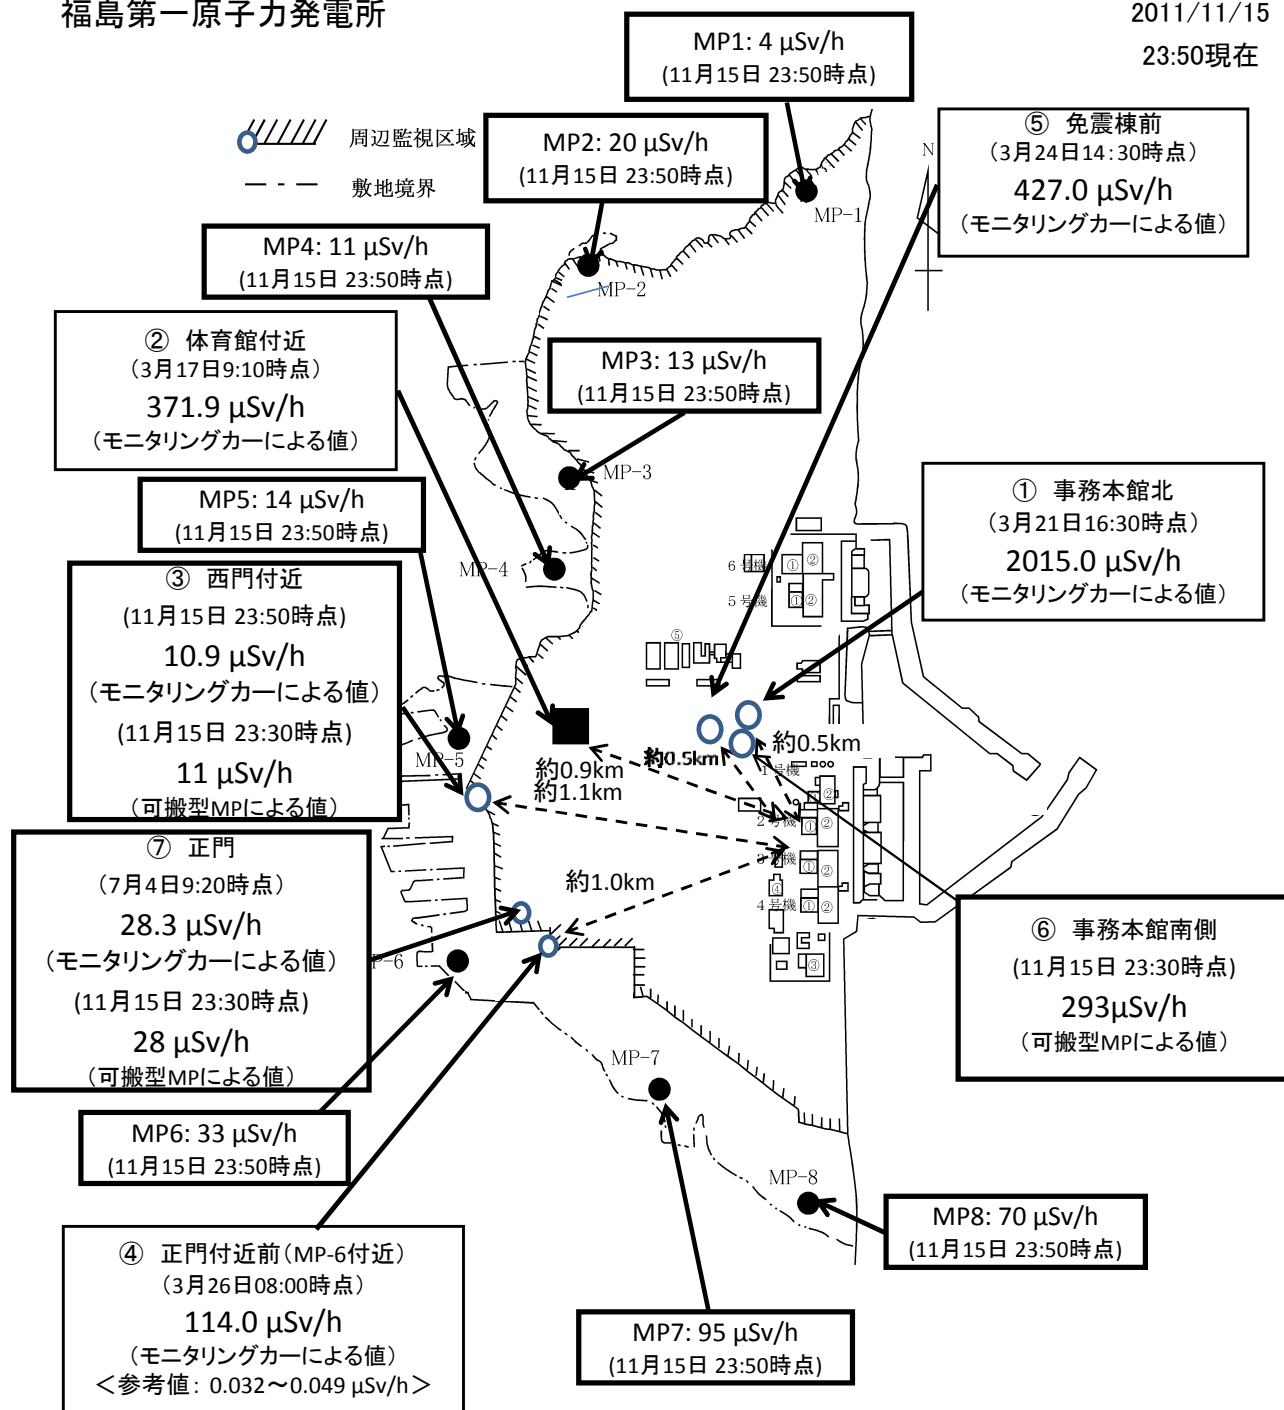 福島第一原子力発電所
2011/11/15
23:50現在
MP1: 4 μSv/h
(11月15日 23:50時点)
周辺監視区域
敷地境界
MP2: 20 μSv/h
(11月15日 23:50時点)
⑤ 免震棟前
(3月24日14:30時点)
427.0 μSv/h
(モニタリングカーによる値)
N
MP-1
MP4: 11 μSv/h
(11月15日 23:50時点)
MP-2
② 体育館付近
(3月17日9:10時点)
371.9 μSv/h
(モニタリングカーによる値)
MP3: 13 μSv/h
(11月15日 23:50時点)
MP-3
MP5: 14 μSv/h
(11月15日 23:50時点)
① 事務本館北
(3月21日16:30時点)
2015.0 μSv/h
(モニタリングカーによる値)
MP-4
6号機
① ②
5号機
① ②
⑤
③ 西門付近
(11月15日 23:50時点)
10.9 μSv/h
(モニタリングカーによる値)
(11月15日 23:30時点)
11 μSv/h
(可搬型MPによる値)
MP-5
約0.9km
約1.1km
約0.5km
約0.5km
1号機
②
2号機
① ②
3号機
① ②
④
4号機
① ②
③
⑦ 正門
(7月4日9:20時点)
28.3 μSv/h
(モニタリングカーによる値)
(11月15日 23:30時点)
28 μSv/h
(可搬型MPによる値)
約1.0km
P-6
⑥ 事務本館南側
(11月15日 23:30時点)
293μSv/h
(可搬型MPによる値)
MP-7
MP6: 33 μSv/h
(11月15日 23:50時点)
MP-8
MP8: 70 μSv/h
(11月15日 23:50時点)
④ 正門付近前(MP-6付近)
(3月26日08:00時点)
114.0 μSv/h
(モニタリングカーによる値)
<参考値: 0.032～0.049 μSv/h>
MP7: 95 μSv/h
(11月15日 23:50時点)